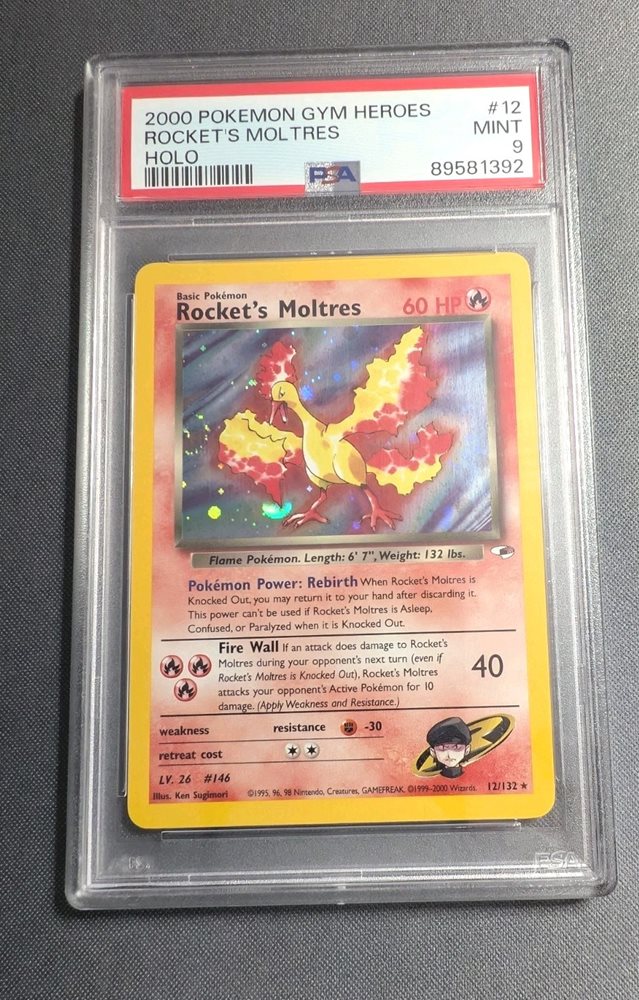 2000 POKEMON GYM HEROES #12
ROCKET'S MOLTRES MINT
HOLO 9
PSA 89581392
Basic Pokémon
Rocket's Moltres 60 HP
Flame Pokémon. Length: 6' 7", Weight: 132 lbs.
Pokémon Power: Rebirth When Rocket's Moltres is
Knocked Out, you may return it to your hand after discarding it.
This power can't be used if Rocket's Moltres is Asleep,
Confused, or Paralyzed when it is Knocked Out.
Fire Wall If an attack does damage to Rocket's
Moltres during your opponent's next turn (even if
Rocket's Moltres is Knocked Out), Rocket's Moltres 40
attacks your opponent's Active Pokémon for 10
damage. (Apply Weakness and Resistance.)
weakness resistance -30
retreat cost
LV. 26 #146
Illus. Ken Sugimori ©1995, 96, 98 Nintendo, Creatures, GAMEFREAK. ©1999-2000 Wizards. 12/132 ★
PSA